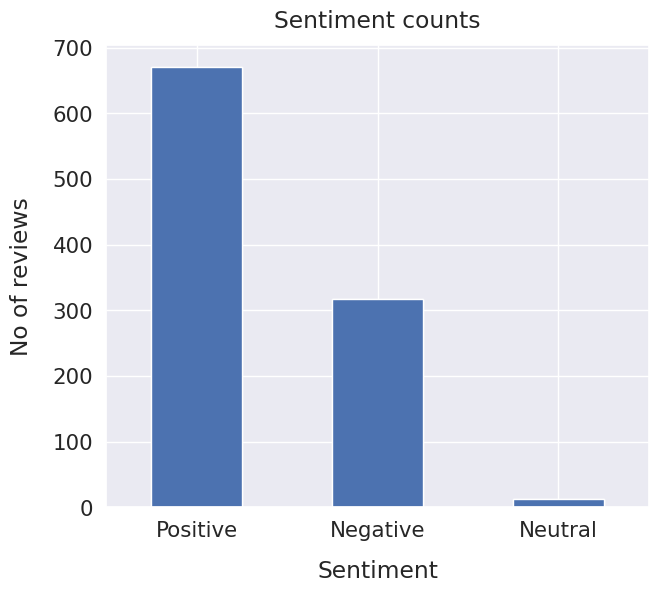 Sentiment counts
700
600
500
400
300
200
100
0
No of reviews
Positive Negative Neutral
Sentiment